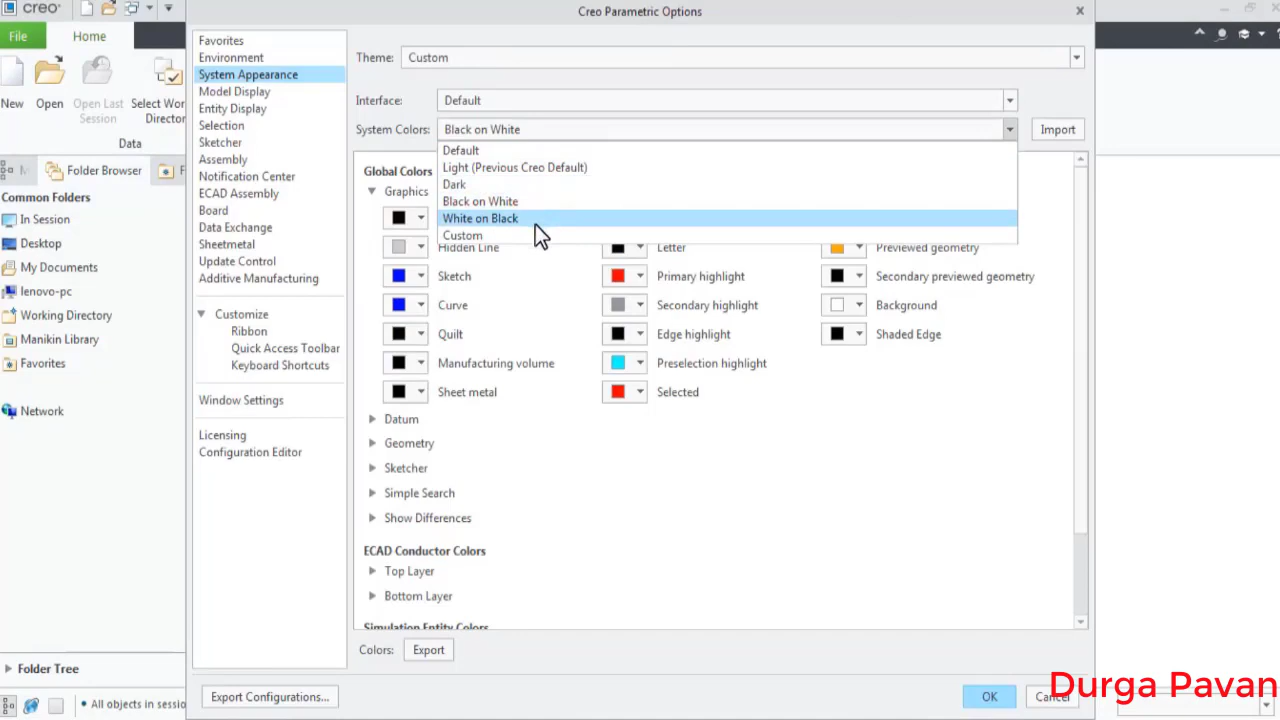 creo
Creo Parametric Options
File
Home
New
Open
Open Last Session
Select Wor
Director
Data
Folder Browser
F
Common Folders
In Session
Desktop
My Documents
lenovo-pc
Working Directory
Manikin Library
Favorites
Network
Folder Tree
All objects in sessio
Favorites
Environment
System Appearance
Model Display
Entity Display
Selection
Sketcher
Assembly
Notification Center
ECAD Assembly
Board
Data Exchange
Sheetmetal
Update Control
Additive Manufacturing
Customize
Ribbon
Quick Access Toolbar
Keyboard Shortcuts
Window Settings
Licensing
Configuration Editor
Theme: Custom
Interface: Default
System Colors: Black on White Import
Default
Light (Previous Creo Default)
Dark
Black on White
White on Black
Custom
Global Colors
Graphics
Hidden Line Letter Previewed geometry
Sketch Primary highlight Secondary previewed geometry
Curve Secondary highlight Background
Quilt Edge highlight Shaded Edge
Manufacturing volume Preselection highlight
Sheet metal Selected
Datum
Geometry
Sketcher
Simple Search
Show Differences
ECAD Conductor Colors
Top Layer
Bottom Layer
Simulation Entity Colors
Colors: Export
Export Configurations... OK Cancel
Durga Pavan